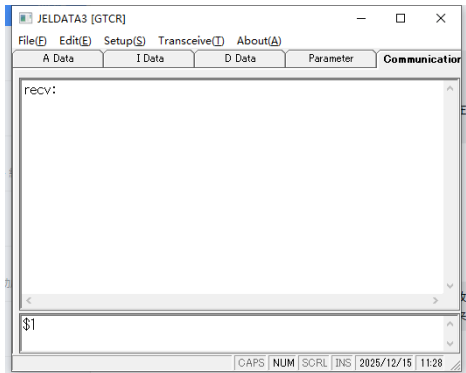 JELDATA3 [GTCR]
File(F) Edit(E) Setup(S) Transceive(T) About(A)
A Data I Data D Data Parameter Communication
recv:
$1
CAPS NUM SCRL INS 2025/12/15 11:28